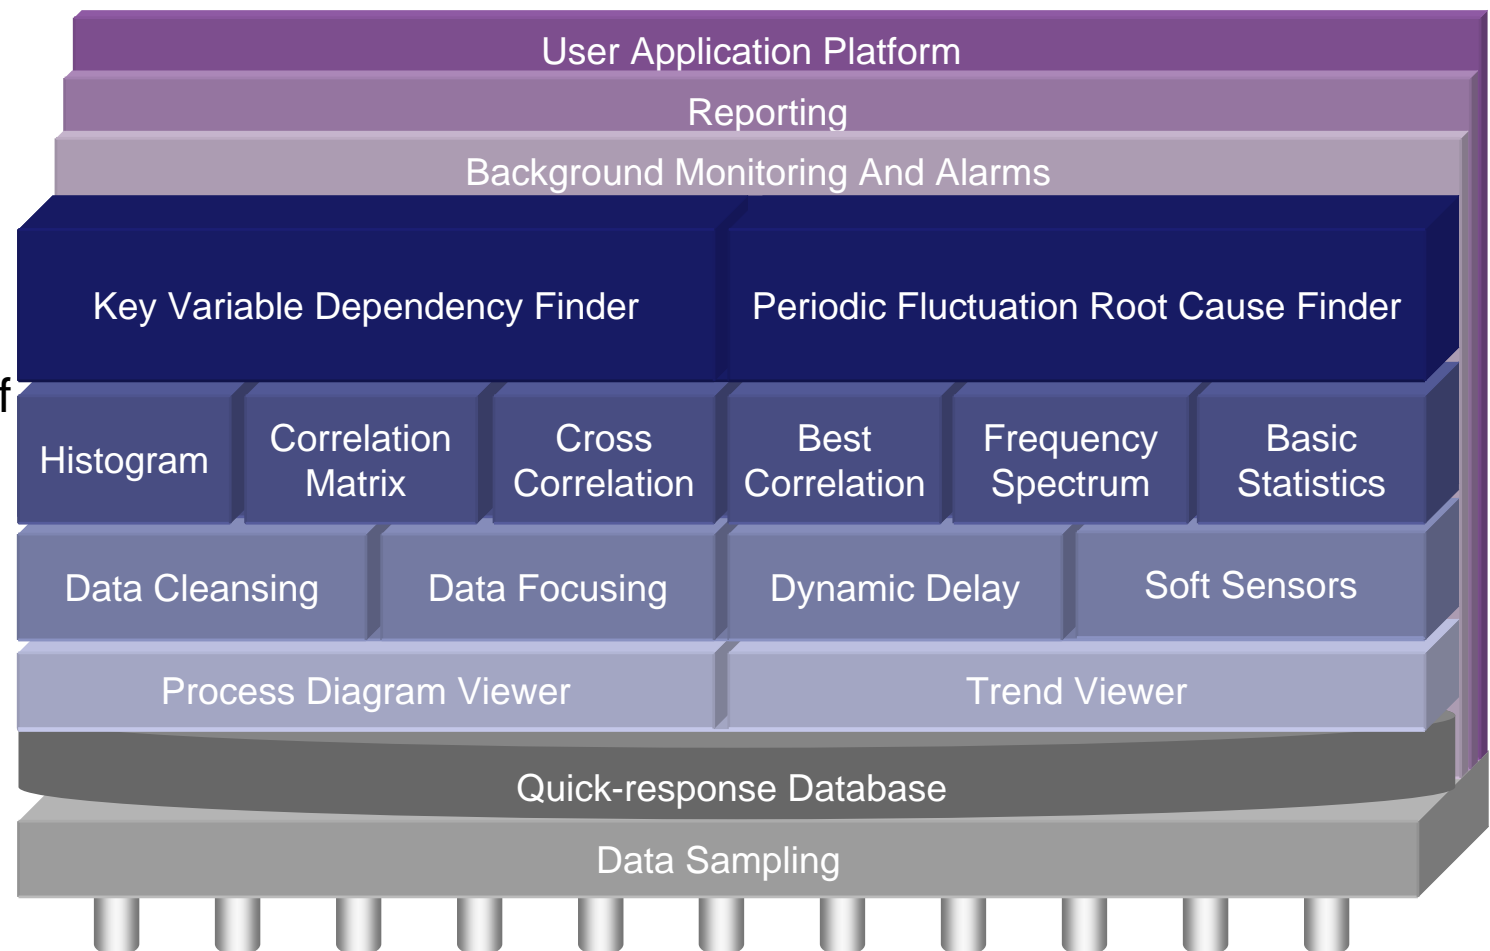 User Application Platform
Reporting
Background Monitoring And Alarms
Key Variable Dependency Finder
Periodic Fluctuation Root Cause Finder
f
Histogram
Correlation
Matrix
Cross
Correlation
Best
Correlation
Frequency
Spectrum
Basic
Statistics
Data Cleansing
Data Focusing
Dynamic Delay
Soft Sensors
Process Diagram Viewer
Trend Viewer
Quick-response Database
Data Sampling